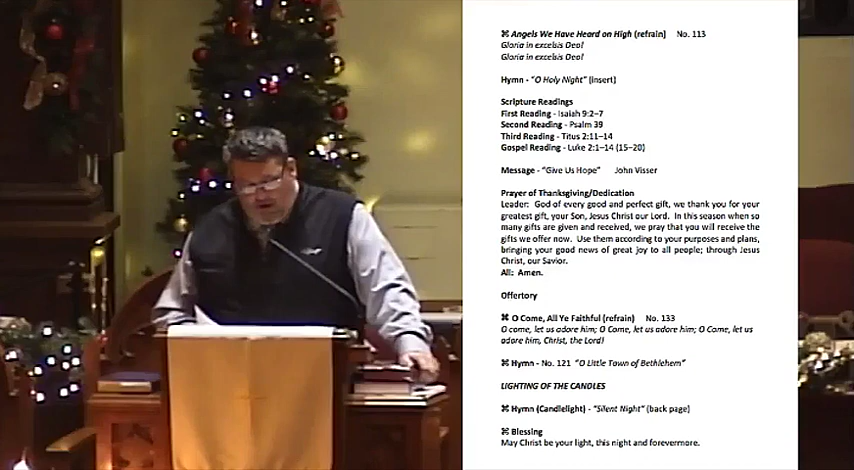 ⌘ Angels We Have Heard on High (refrain) No. 113
Gloria in excelsis Deo!
Gloria in excelsis Deo!
Hymn - "O Holy Night" (insert)
Scripture Readings
First Reading - Isaiah 9:2–7
Second Reading - Psalm 39
Third Reading - Titus 2:11–14
Gospel Reading - Luke 2:1–14 (15–20)
Message - "Give Us Hope" John Visser
Prayer of Thanksgiving/Dedication
Leader: God of every good and perfect gift, we thank you for your
greatest gift, your Son, Jesus Christ our Lord. In this season when so
many gifts are given and received, we pray that you will receive the
gifts we offer now. Use them according to your purposes and plans,
bringing your good news of great joy to all people; through Jesus
Christ, our Savior.
All: Amen.
Offertory
⌘ O Come, All Ye Faithful (refrain) No. 133
O come, let us adore him; O Come, let us adore him; O Come, let us
adore him, Christ, the Lord!
⌘ Hymn - No. 121 "O Little Town of Bethlehem"
LIGHTING OF THE CANDLES
⌘ Hymn (Candlelight) - "Silent Night" (back page)
⌘ Blessing
May Christ be your light, this night and forevermore.